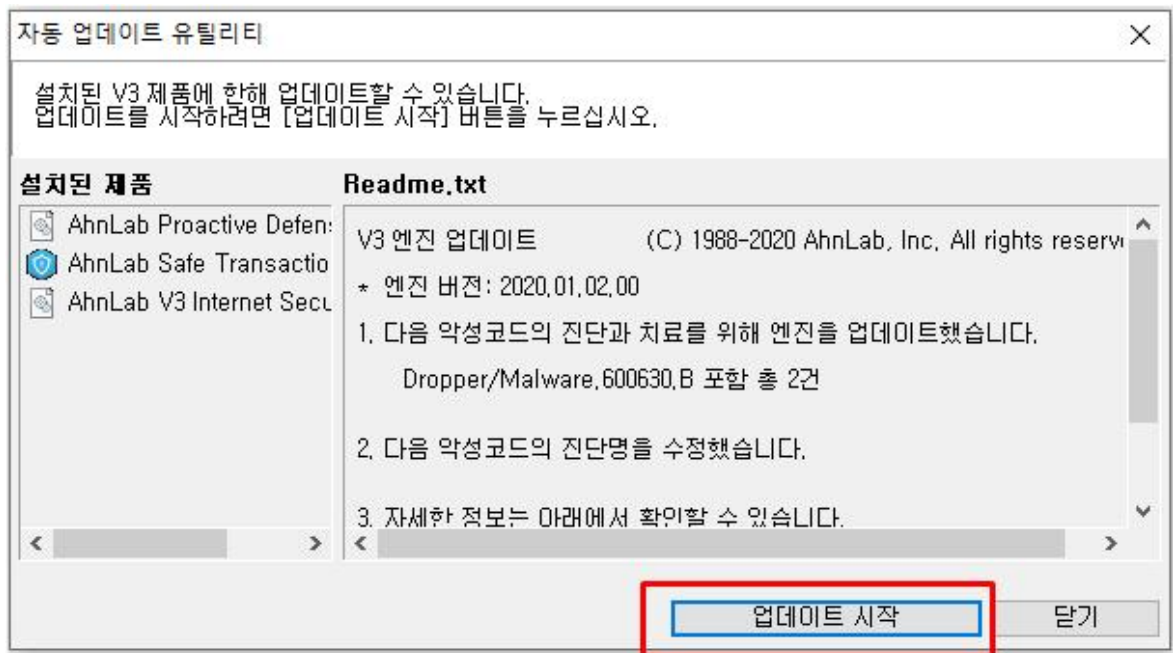 자동 업데이트 유틸리티
설치된 V3 제품에 한해 업데이트할 수 있습니다.
업데이트를 시작하려면 [업데이트 시작] 버튼을 누르십시오.
설치된 제품
AhnLab Proactive Defen
AhnLab Safe Transactio
AhnLab V3 Internet Secu
Readme.txt
V3 엔진 업데이트 (C) 1988-2020 AhnLab, Inc. All rights reserv
* 엔진 버전: 2020.01.02.00
1. 다음 악성코드의 진단과 치료를 위해 엔진을 업데이트했습니다.
Dropper/Malware.600630.B 포함 총 2건
2. 다음 악성코드의 진단명을 수정했습니다.
3. 자세한 정보는 아래에서 확인할 수 있습니다.
업데이트 시작
닫기